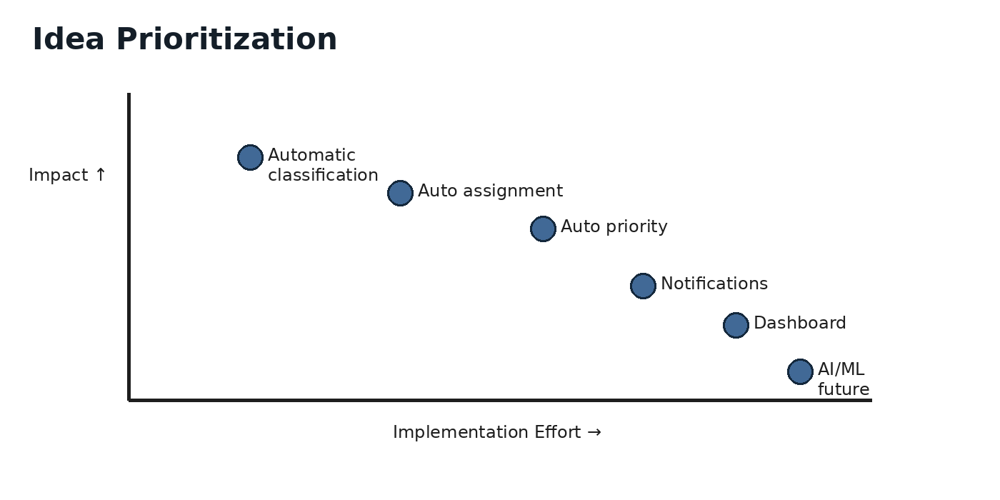 Idea Prioritization
Impact ↑
Automatic
classification
Auto assignment
Auto priority
Notifications
Dashboard
AI/ML
future
Implementation Effort →